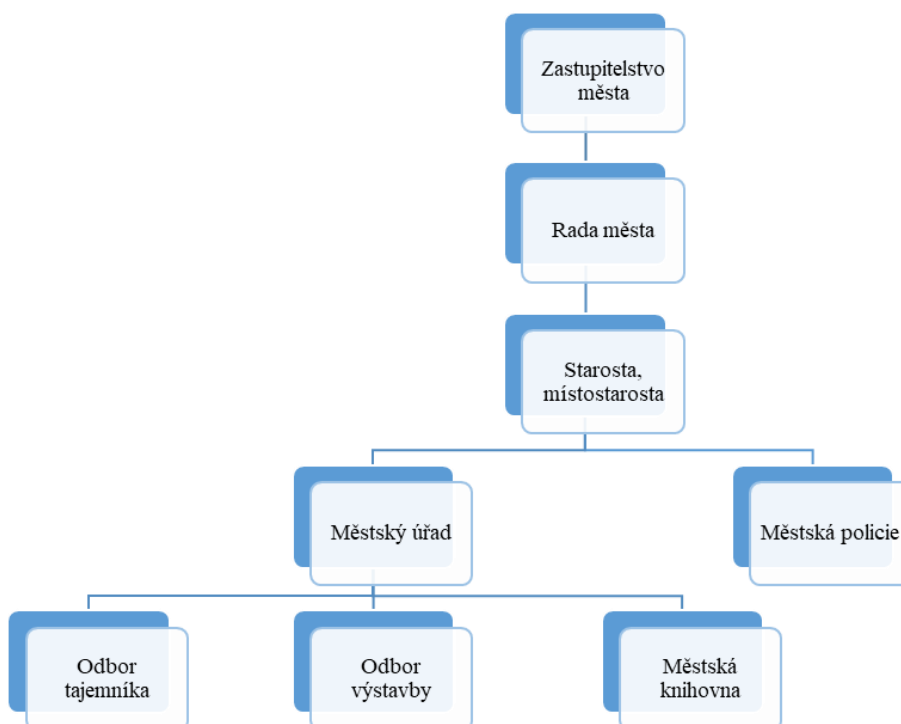 Zastupitelstvo
města
Rada města
Starosta,
místostarosta
Městský úřad
Městská policie
Odbor
tajemníka
Odbor
výstavby
Městská
knihovna